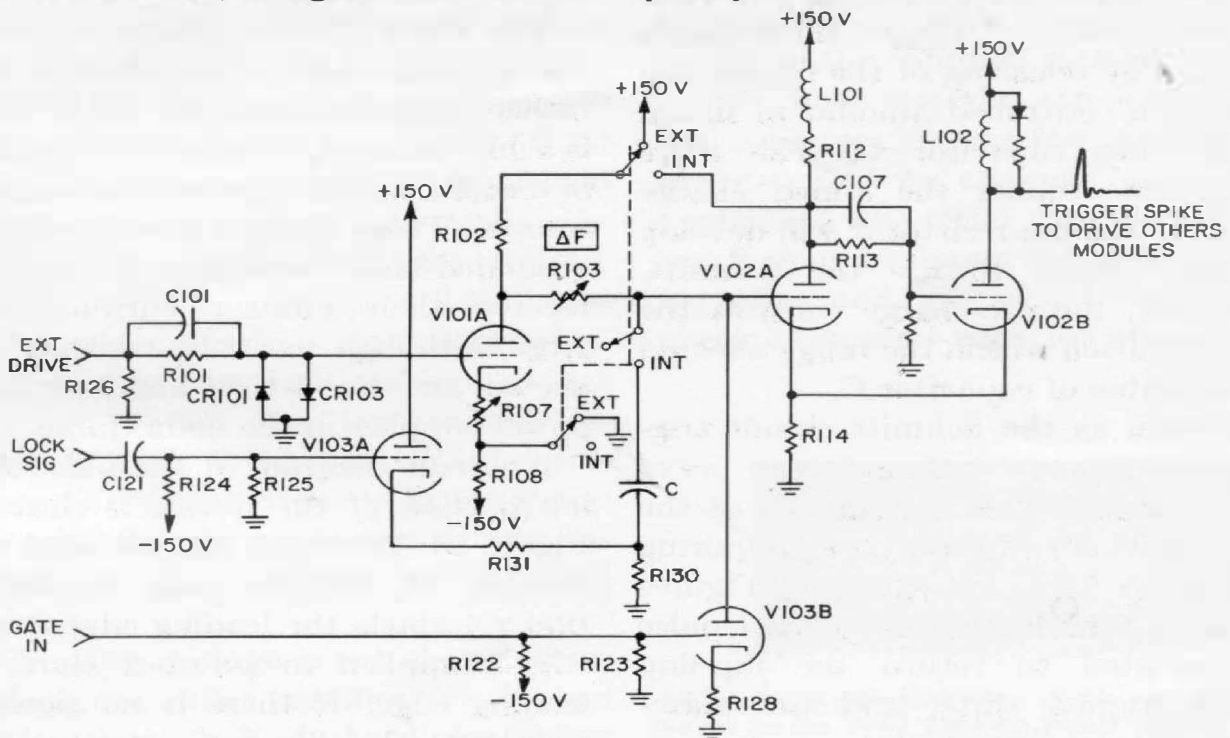 +150 V
+150 V
L101
+150 V
EXT
INT
R112
L102
C107
+150 V
R102
ΔF
R103
R113
TRIGGER SPIKE
TO DRIVE OTHERS
MODULES
V102A
C101
V101A
V102B
EXT
DRIVE
R101
EXT
INT
R126
CR101
CR103
R107
EXT
V103A
INT
R114
LOCK
SIG
C121
R124
R125
R108
C
-150 V
-150 V
R131
R130
V103B
GATE
IN
R122
R123
-150 V
R128